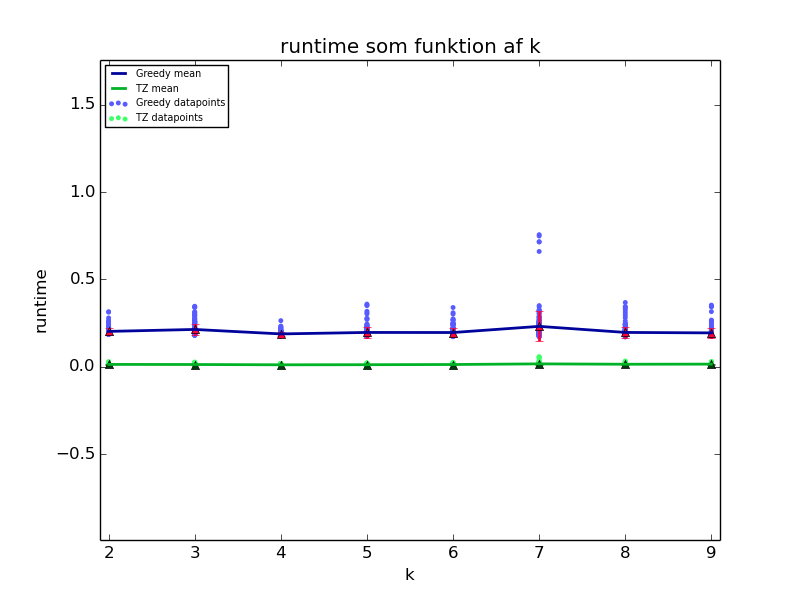 runtime som funktion af k
Greedy mean
TZ mean
Greedy datapoints
TZ datapoints
1.5
1.0
0.5
0.0
−0.5
runtime
2 3 4 5 6 7 8 9
k